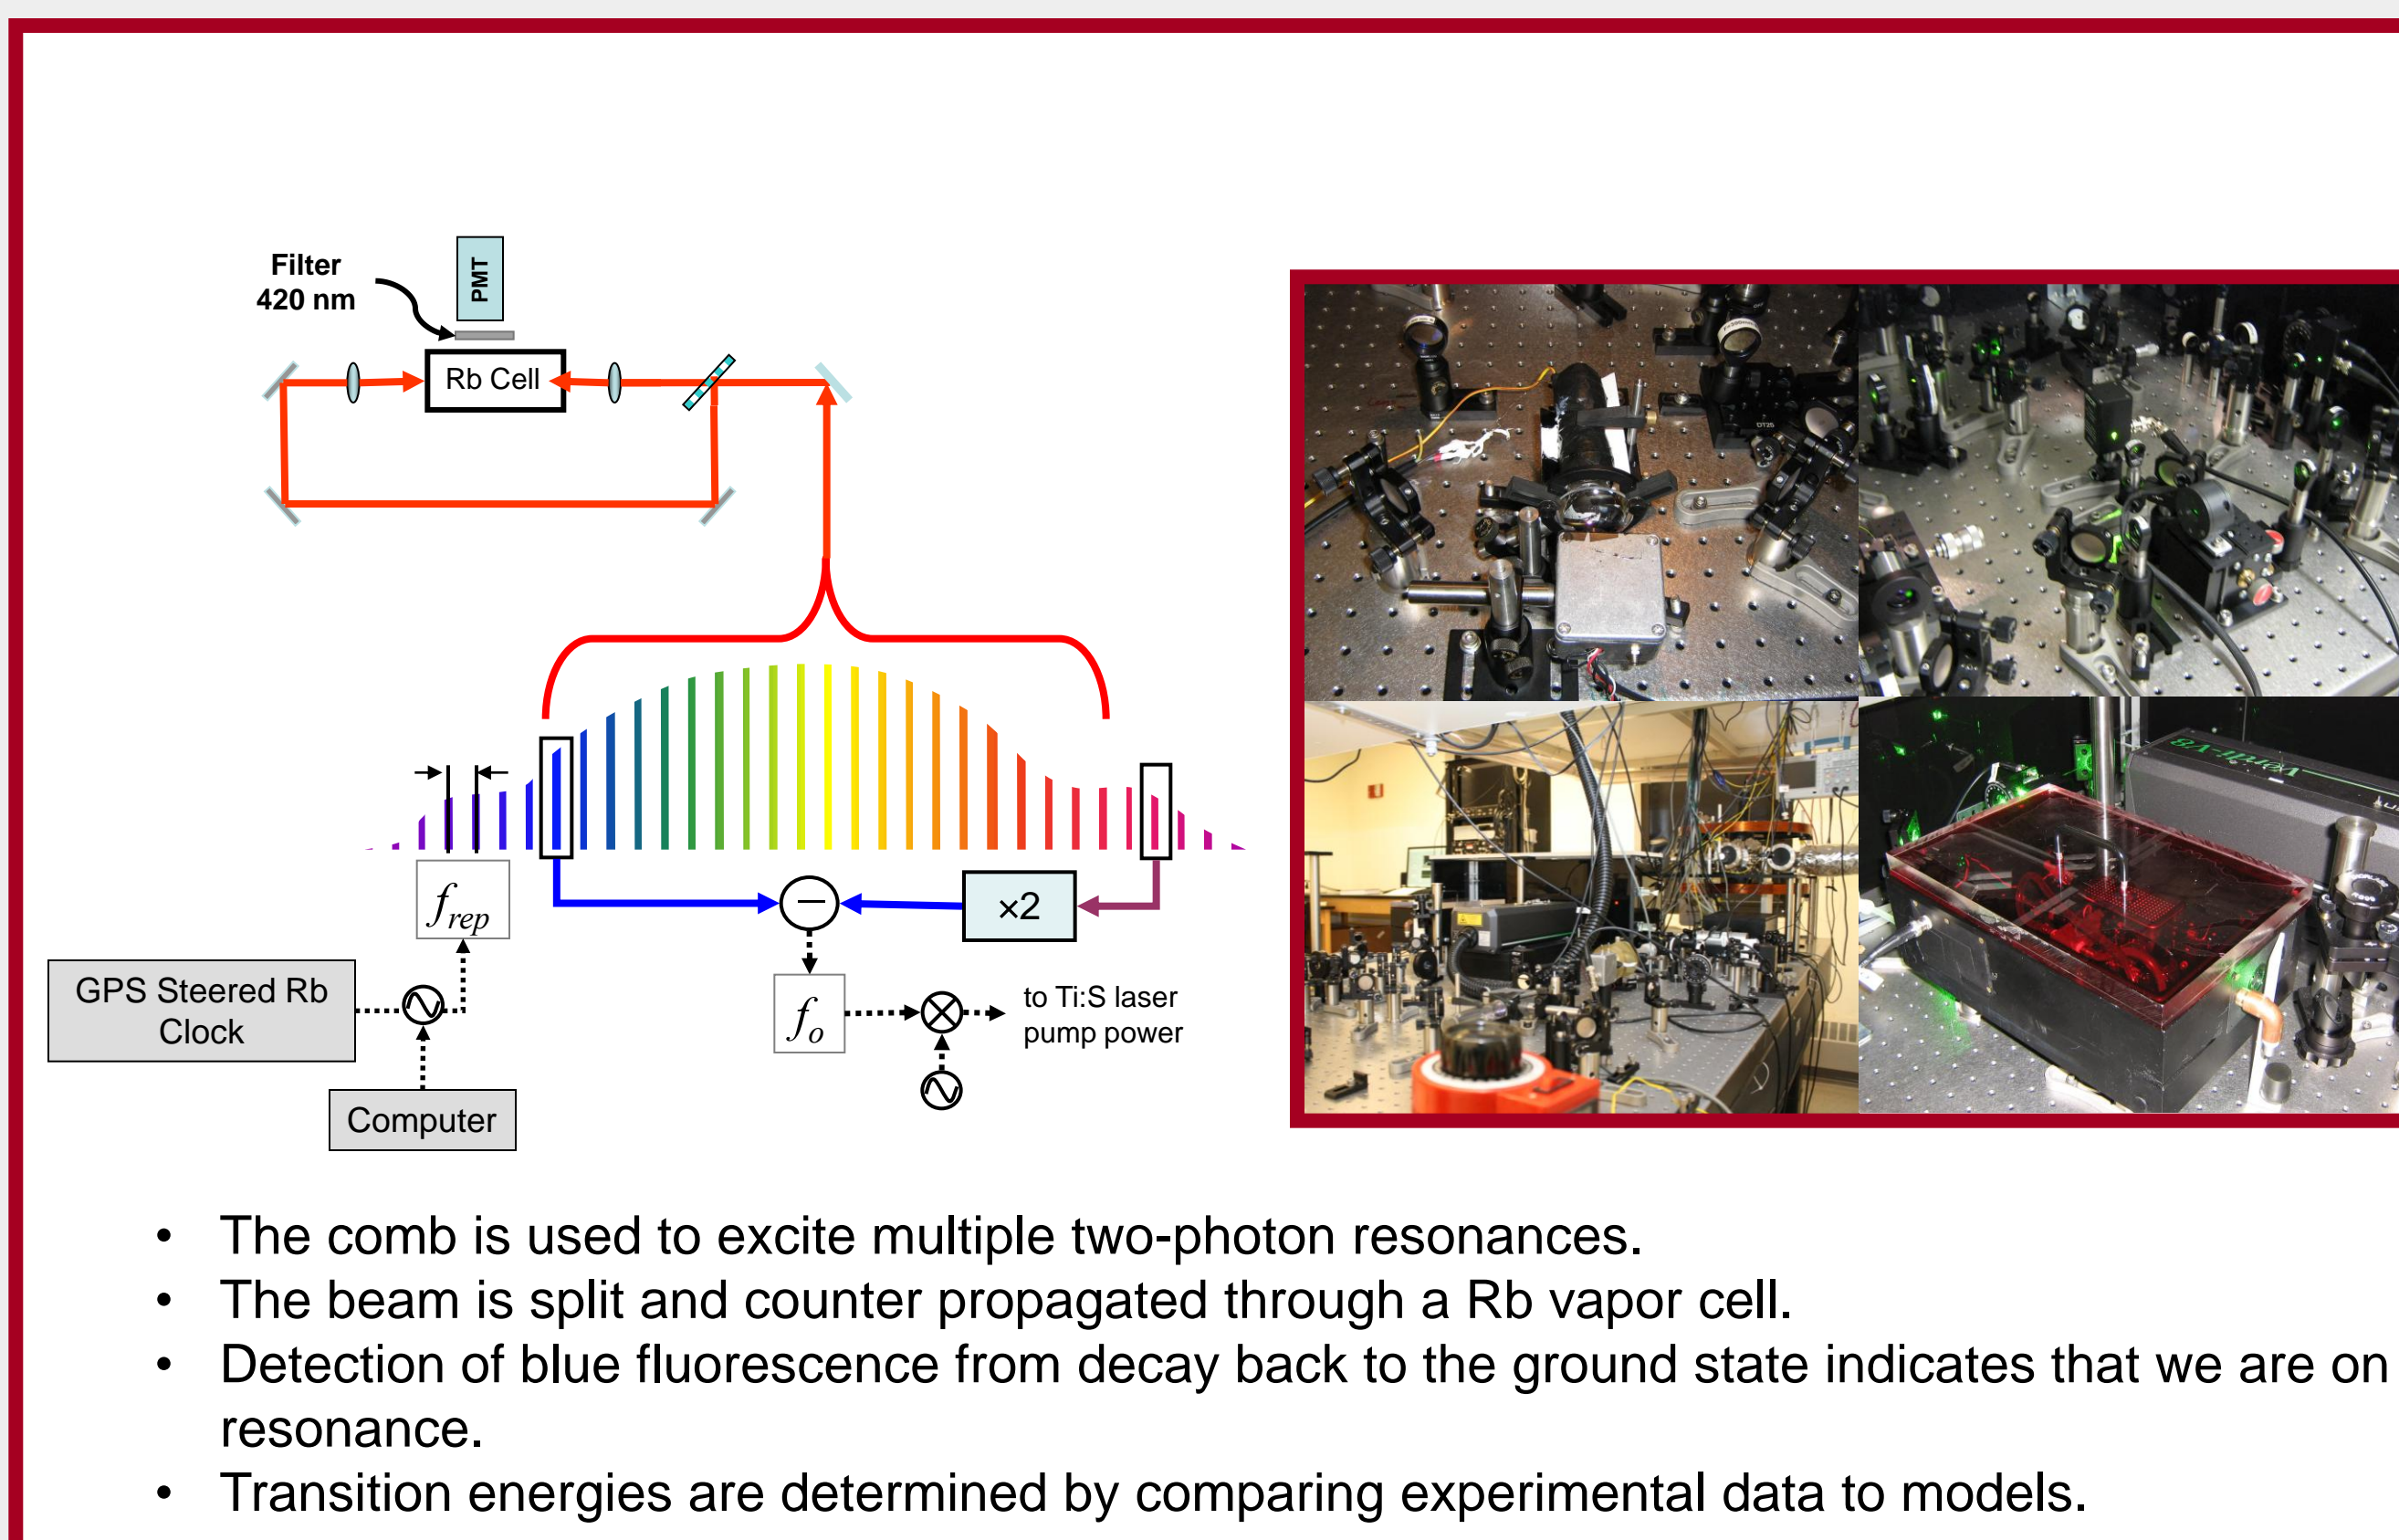 Filter
420 nm
PMT
Rb Cell
f_rep
×2
GPS Steered Rb
Clock
f_o
to Ti:S laser
pump power
Computer
DT25
Verdi-V8
• The comb is used to excite multiple two-photon resonances.
• The beam is split and counter propagated through a Rb vapor cell.
• Detection of blue fluorescence from decay back to the ground state indicates that we are on
resonance.
• Transition energies are determined by comparing experimental data to models.